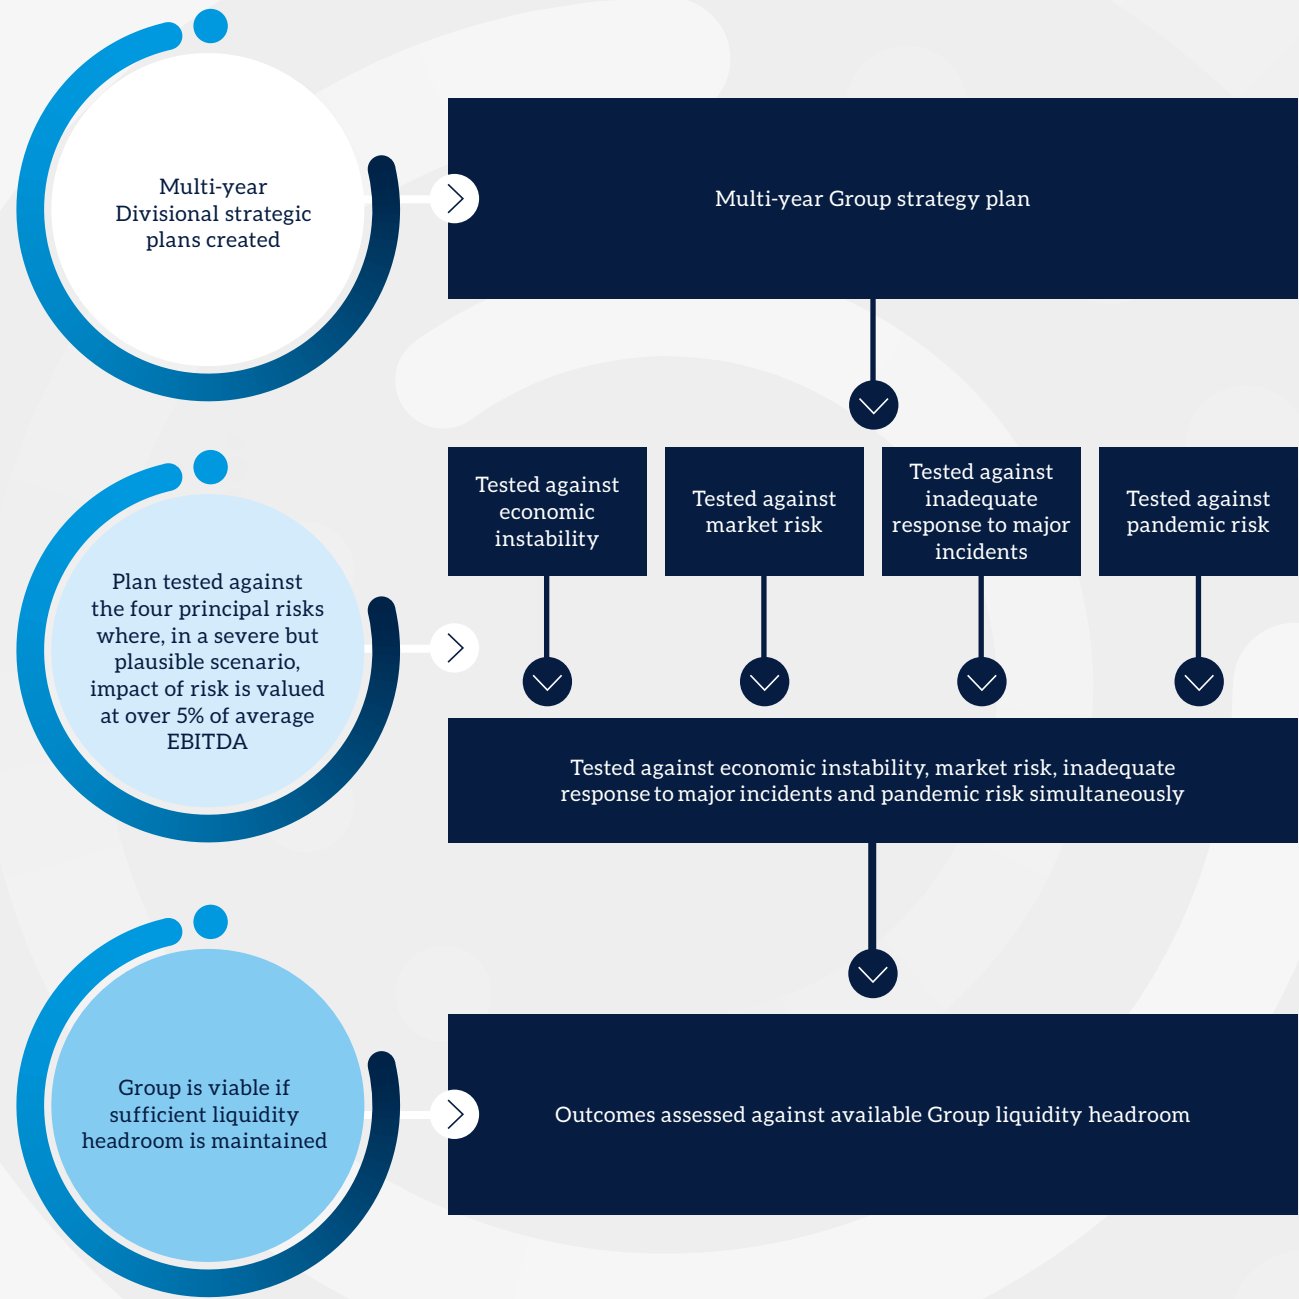 Multi-year
Divisional strategic
plans created
Multi-year Group strategy plan
Plan tested against
the four principal risks
where, in a severe but
plausible scenario,
impact of risk is valued
at over 5% of average
EBITDA
Tested against
economic
instability
Tested against
market risk
Tested against
inadequate
response to major
incidents
Tested against
pandemic risk
Tested against economic instability, market risk, inadequate
response to major incidents and pandemic risk simultaneously
Group is viable if
sufficient liquidity
headroom is maintained
Outcomes assessed against available Group liquidity headroom